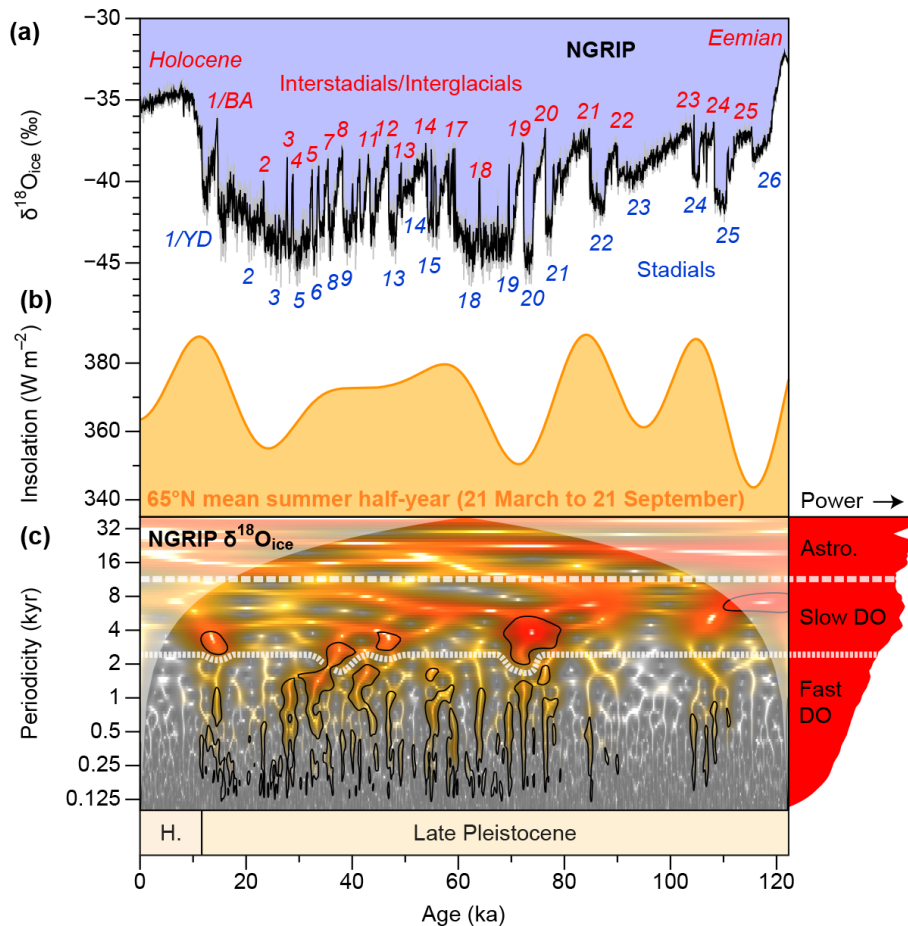 (a)
−30
−35
−40
−45
δ¹⁸O_ice (‰)
NGRIP
Eemian
Holocene
Interstadials/Interglacials
1/BA
2
3
4
5
7
8
11
12
13
14
17
18
19
20
21
22
23
24
25
1/YD
2
3
5
6
8
9
13
14
15
18
19
20
21
22
23
24
25
26
Stadials
(b)
380
360
340
Insolation (W m⁻²)
65°N mean summer half-year (21 March to 21 September)
Power →
(c)
NGRIP δ¹⁸O_ice
32
16
8
4
2
1
0.5
0.25
0.125
Periodicity (kyr)
Astro.
Slow DO
Fast
DO
H.
Late Pleistocene
0 20 40 60 80 100 120
Age (ka)